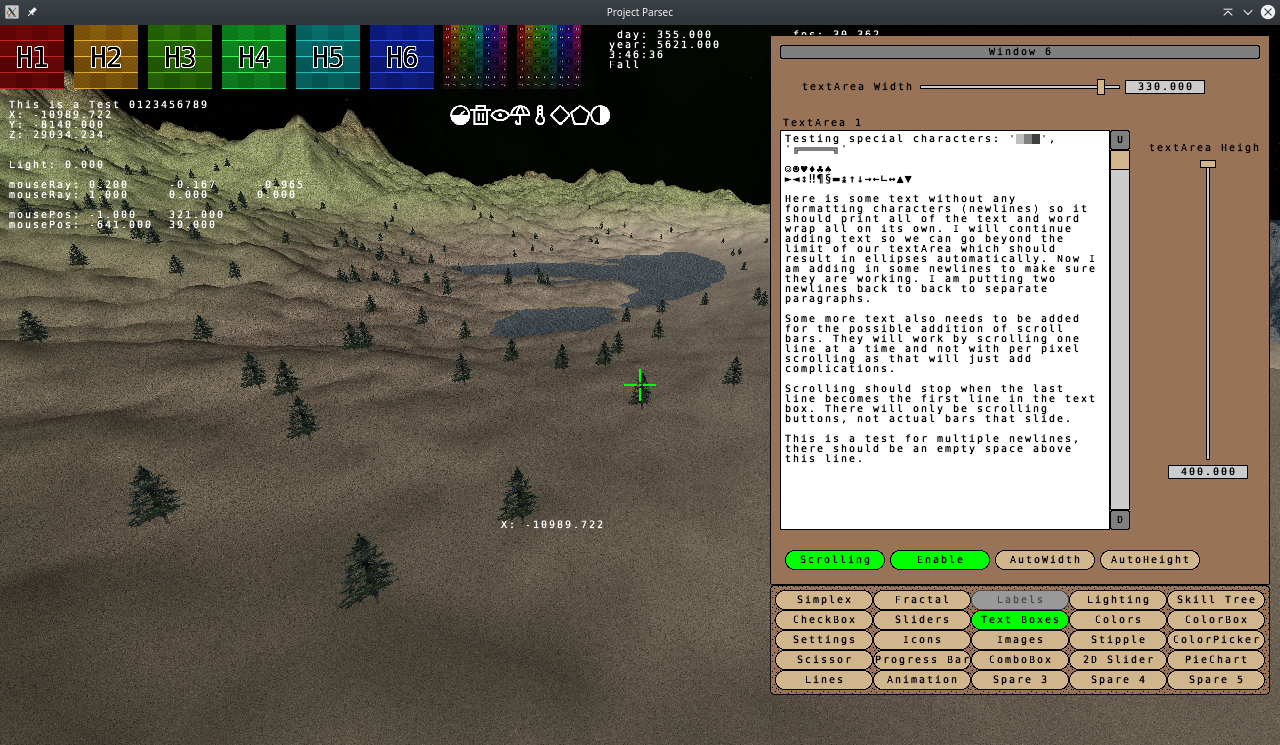 Project Parsec
H1 H2 H3 H4 H5 H6
day: 355.000
year: 5621.000
3:46:36
Fall
fps: 30.362
This is a Test 0123456789
X: -10989.722
Y: -8140.000
Z: 29034.234
Light: 0.000
mouseRay: 0.200 -0.167 -0.965
mouseRay: 1.000 0.000 0.000
mousePos: -1.000 321.000
mousePos: -641.000 39.000
X: -10989.722
Window 6
textArea Width 330.000
TextArea 1
Testing special characters: '░▒▓',
'╔════╗'
☺☻♥♦♣♠
►◄↕‼¶§▬↨↑↓→←∟↔▲▼
Here is some text without any
formatting characters (newlines) so it
should print all of the text and word
wrap all on its own. I will continue
adding text so we can go beyond the
limit of our textArea which should
result in ellipses automatically. Now I
am adding in some newlines to make sure
they are working. I am putting two
newlines back to back to separate
paragraphs.
Some more text also needs to be added
for the possible addition of scroll
bars. They will work by scrolling one
line at a time and not with per pixel
scrolling as that will just add
complications.
Scrolling should stop when the last
line becomes the first line in the text
box. There will only be scrolling
buttons, not actual bars that slide.
This is a test for multiple newlines,
there should be an empty space above
this line.
U
D
textArea Heigh
400.000
Scrolling Enable AutoWidth AutoHeight
Simplex Fractal Labels Lighting Skill Tree
CheckBox Sliders Text Boxes Colors ColorBox
Settings Icons Images Stipple ColorPicker
Scissor Progress Bar ComboBox 2D Slider PieChart
Lines Animation Spare 3 Spare 4 Spare 5